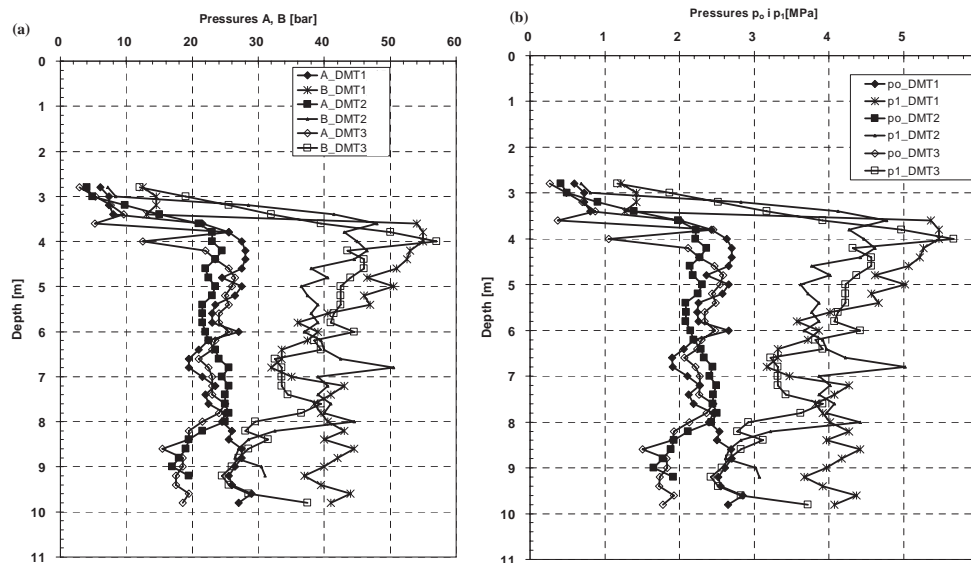 (a)
Pressures A, B [bar]
0 10 20 30 40 50 60
0
1
2
3
4
5
6
7
8
9
10
11
Depth [m]
A_DMT1
B_DMT1
A_DMT2
B_DMT2
A_DMT3
B_DMT3
(b)
Pressures po i p1[MPa]
0 1 2 3 4 5
0
1
2
3
4
5
6
7
8
9
10
11
Depth [m]
po_DMT1
p1_DMT1
po_DMT2
p1_DMT2
po_DMT3
p1_DMT3